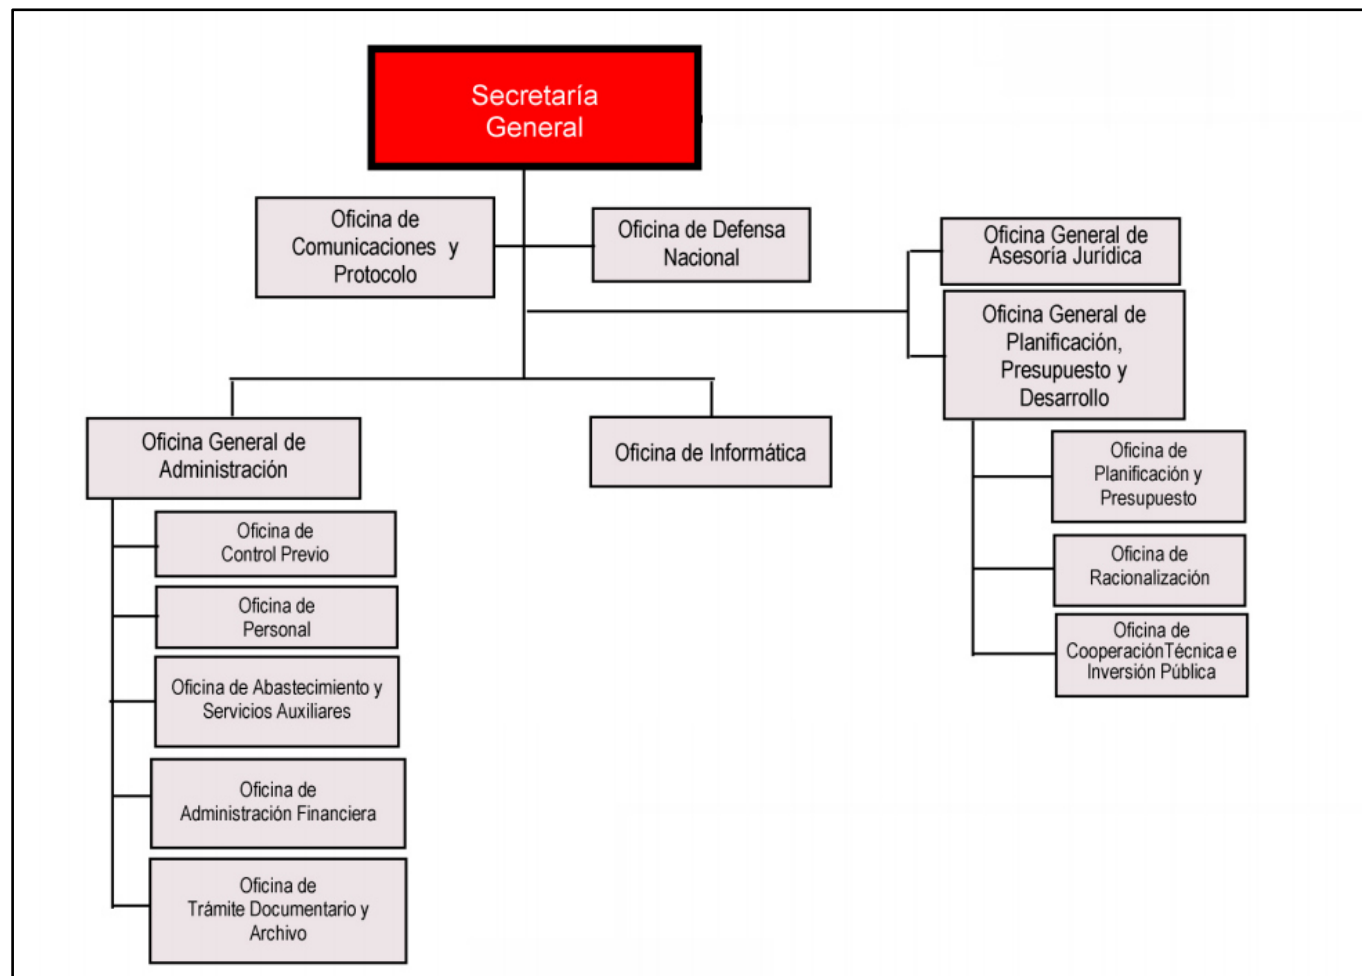 Secretaría
General
Oficina de
Comunicaciones y
Protocolo
Oficina de Defensa
Nacional
Oficina General de
Asesoría Jurídica
Oficina General de
Planificación,
Presupuesto y
Desarrollo
Oficina General de
Administración
Oficina de Informática
Oficina de
Planificación y
Presupuesto
Oficina de
Racionalización
Oficina de
CooperaciónTécnica e
Inversión Pública
Oficina de
Control Previo
Oficina de
Personal
Oficina de Abastecimiento y
Servicios Auxiliares
Oficina de
Administración Financiera
Oficina de
Trámite Documentario y
Archivo